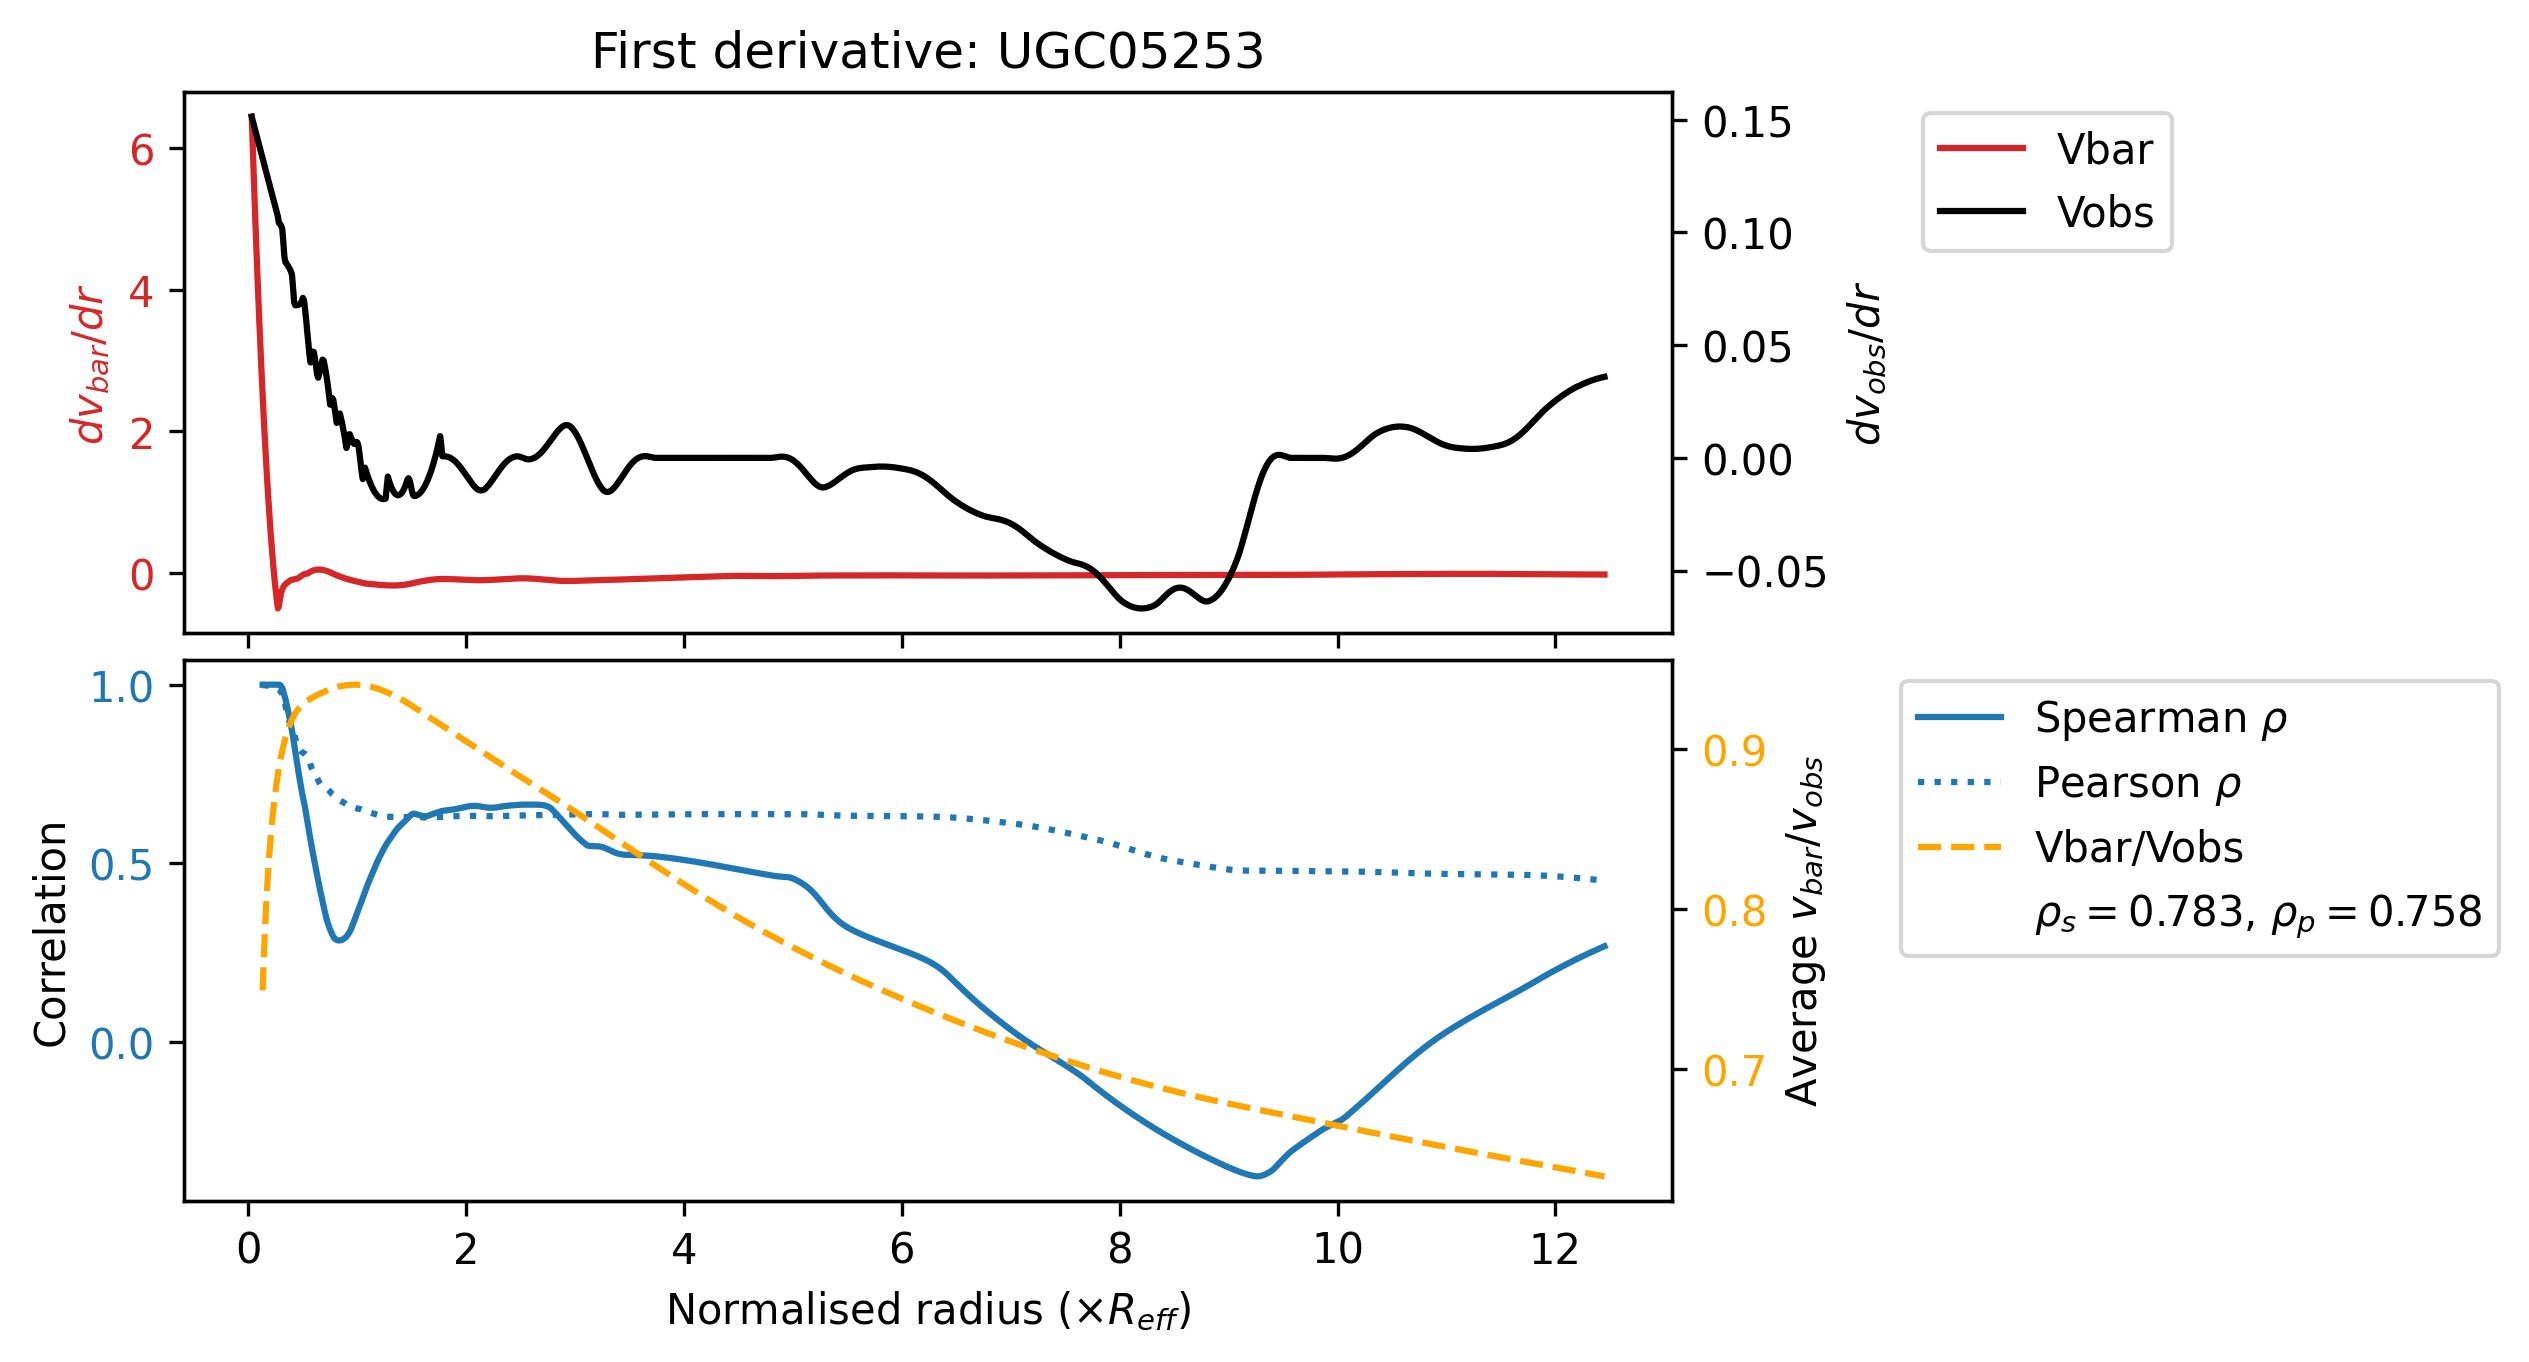 First derivative: UGC05253
6
4
2
0
dv_bar/dr
0.15
0.10
0.05
0.00
−0.05
dv_obs/dr
Vbar
Vobs
1.0
0.5
0.0
Correlation
0.9
0.8
0.7
Average v_bar/v_obs
Spearman ρ
Pearson ρ
Vbar/Vobs
ρ_s = 0.783, ρ_p = 0.758
0 2 4 6 8 10 12
Normalised radius (×R_eff)